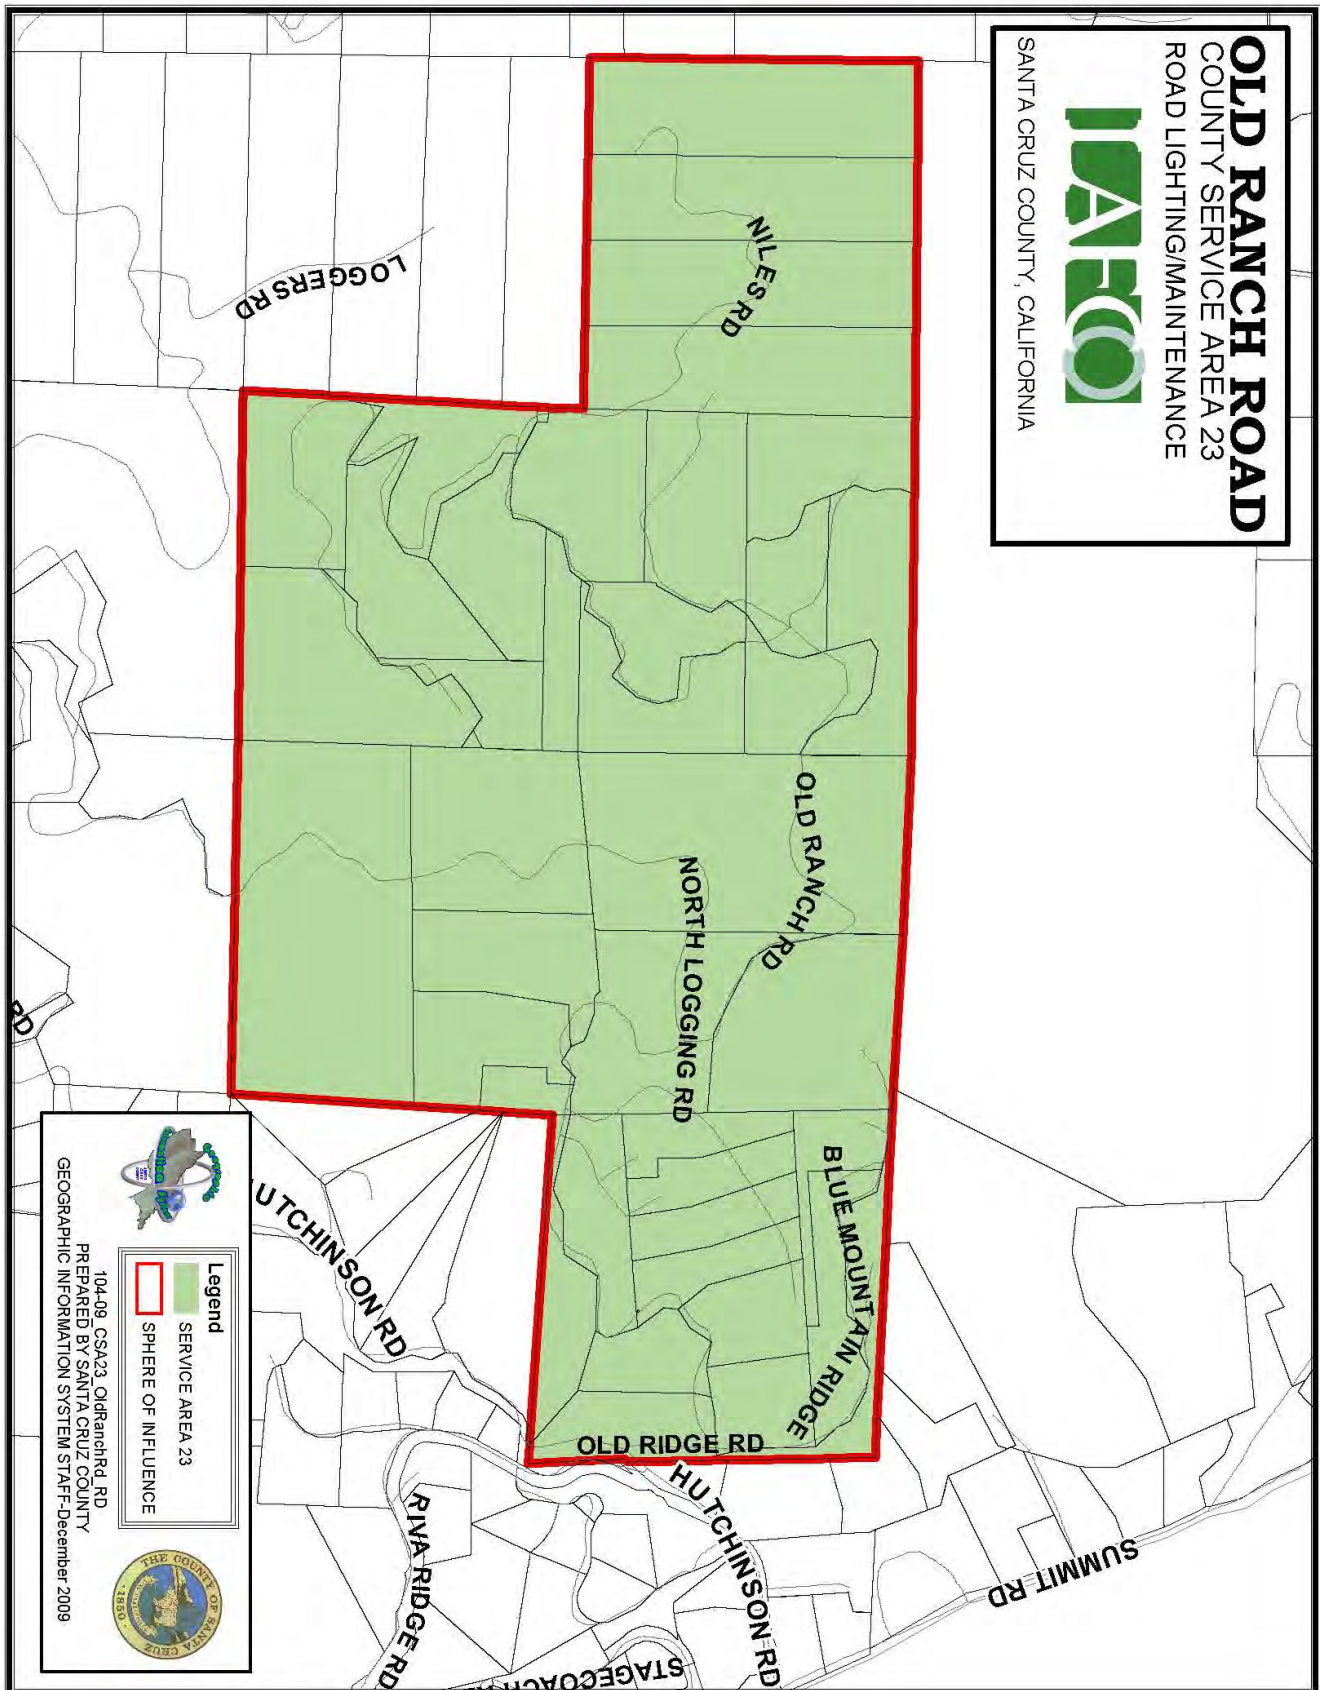 OLD RANCH ROAD
COUNTY SERVICE AREA 23
ROAD LIGHTING/MAINTENANCE
LAFCO
SANTA CRUZ COUNTY, CALIFORNIA
NILES RD
LOGGERS RD
OLD RANCH RD
NORTH LOGGING RD
BLUE MOUNTAIN RIDGE
OLD RIDGE RD
HUTCHINSON RD
SUMMIT RD
UTCHINSON RD
RIVA RIDGE RD
STAGECOACH
RD
Legend
SERVICE AREA 23
SPHERE OF INFLUENCE
104-09_CSA23_OldRanchRd_RD
PREPARED BY SANTA CRUZ COUNTY
GEOGRAPHIC INFORMATION SYSTEM STAFF-December 2009
THE COUNTY OF SANTA CRUZ
1850